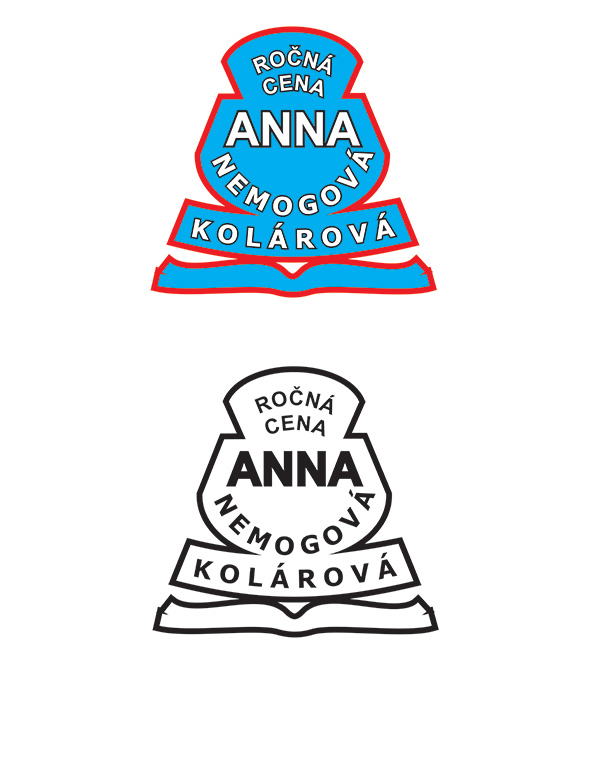 ROČNÁ
CENA
ANNA
NEMOGOVÁ
KOLÁROVÁ
ROČNÁ
CENA
ANNA
NEMOGOVÁ
KOLÁROVÁ